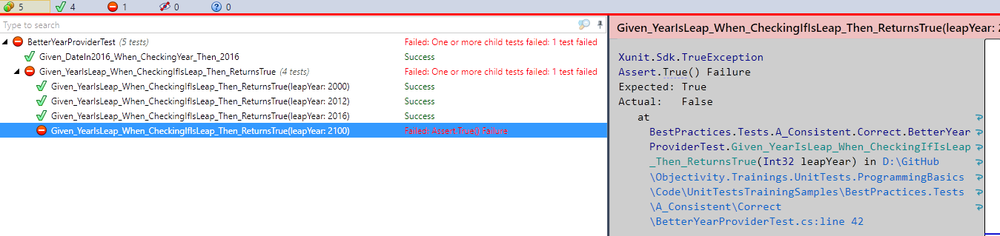 5 4 1 0 0
Type to search
BetterYearProviderTest (5 tests) Failed: One or more child tests failed: 1 test failed
Given_DateIn2016_When_CheckingYear_Then_2016 Success
Given_YearIsLeap_When_CheckingIfIsLeap_Then_ReturnsTrue (4 tests) Failed: One or more child tests failed: 1 test failed
Given_YearIsLeap_When_CheckingIfIsLeap_Then_ReturnsTrue(leapYear: 2000) Success
Given_YearIsLeap_When_CheckingIfIsLeap_Then_ReturnsTrue(leapYear: 2012) Success
Given_YearIsLeap_When_CheckingIfIsLeap_Then_ReturnsTrue(leapYear: 2016) Success
Given_YearIsLeap_When_CheckingIfIsLeap_Then_ReturnsTrue(leapYear: 2100) Failed: Assert.True() Failure
Given_YearIsLeap_When_CheckingIfIsLeap_Then_ReturnsTrue(leapYear:
Xunit.Sdk.TrueException
Assert.True() Failure
Expected: True
Actual: False
at
BestPractices.Tests.A_Consistent.Correct.BetterYear
ProviderTest.Given_YearIsLeap_When_CheckingIfIsLeap
_Then_ReturnsTrue(Int32 leapYear) in D:\GitHub
\Objectivity.Trainings.UnitTests.ProgrammingBasics
\Code\UnitTestsTrainingSamples\BestPractices.Tests
\A_Consistent\Correct
\BetterYearProviderTest.cs:line 42